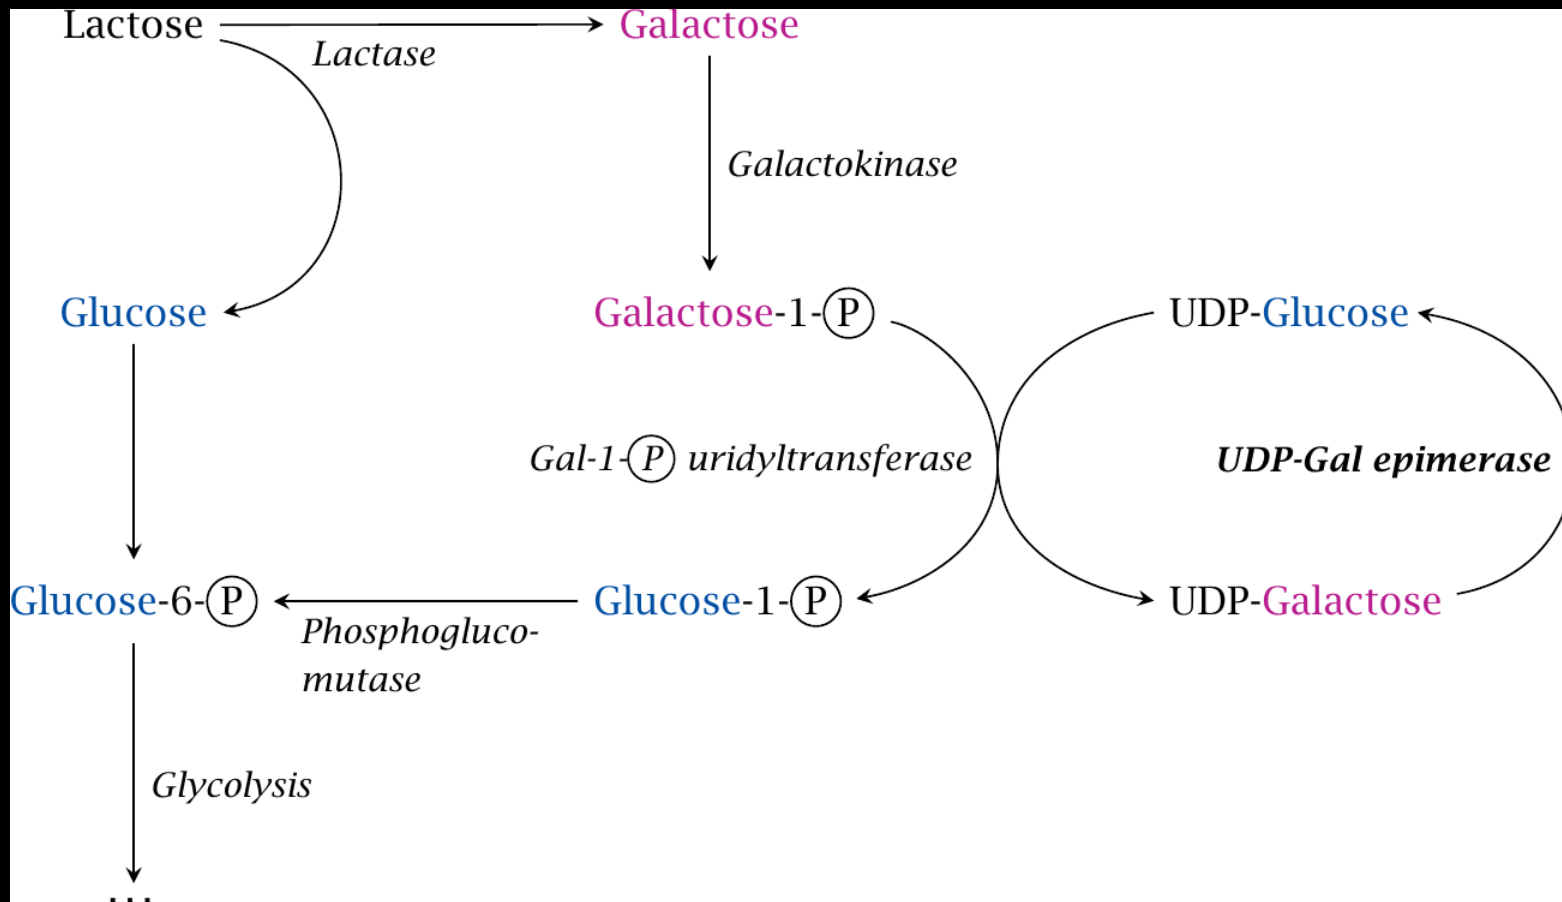 Lactose
Galactose
Lactase
Galactokinase
Glucose
Galactose-1-P
UDP-Glucose
Gal-1-P uridyltransferase
UDP-Gal epimerase
Glucose-6-P
Glucose-1-P
UDP-Galactose
Phosphogluco-
mutase
Glycolysis
...